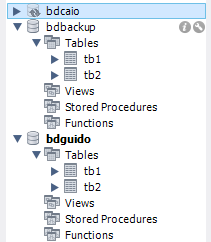 bdcaio
bdbackup
Tables
tb1
tb2
Views
Stored Procedures
Functions
bdguido
Tables
tb1
tb2
Views
Stored Procedures
Functions